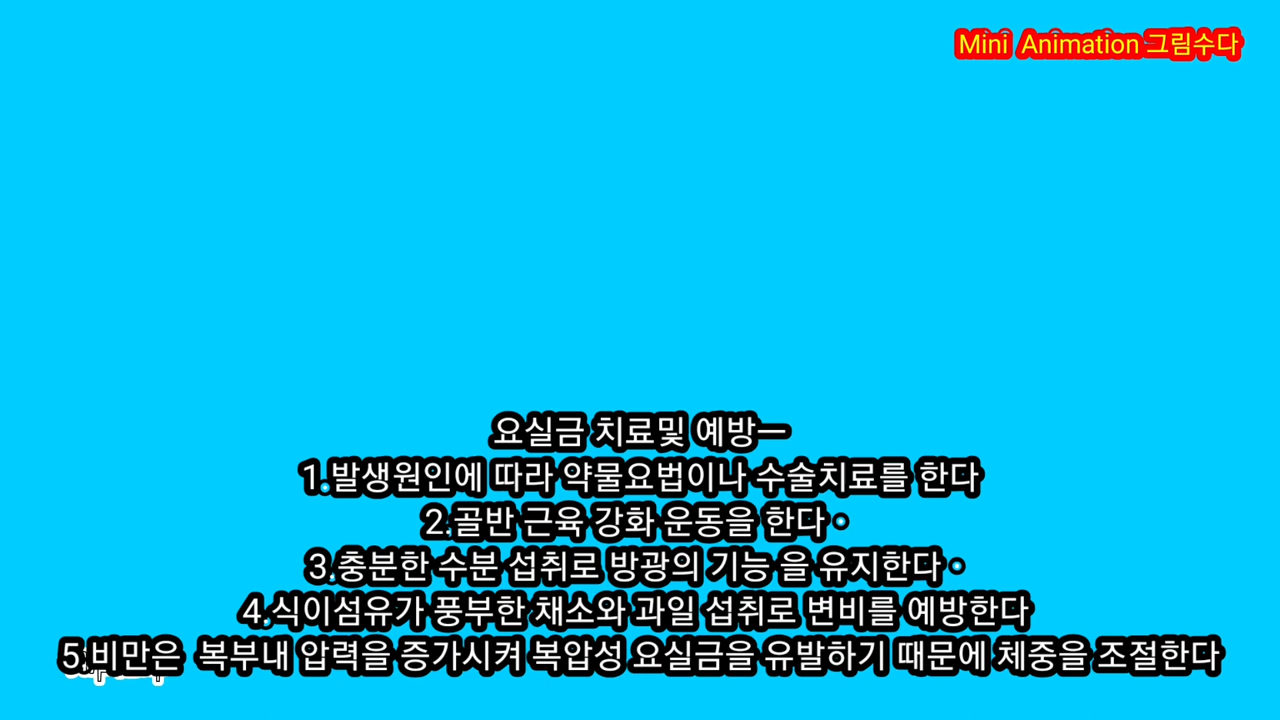 Mini Animation 그림수다
요실금 치료및 예방ㅡ
1.발생원인에 따라 약물요법이나 수술치료를 한다
2.골반 근육 강화 운동을 한다。
3.충분한 수분 섭취로 방광의 기능 을 유지한다。
4.식이섬유가 풍부한 채소와 과일 섭취로 변비를 예방한다
5.비만은 복부내 압력을 증가시켜 복압성 요실금을 유발하기 때문에 체중을 조절한다